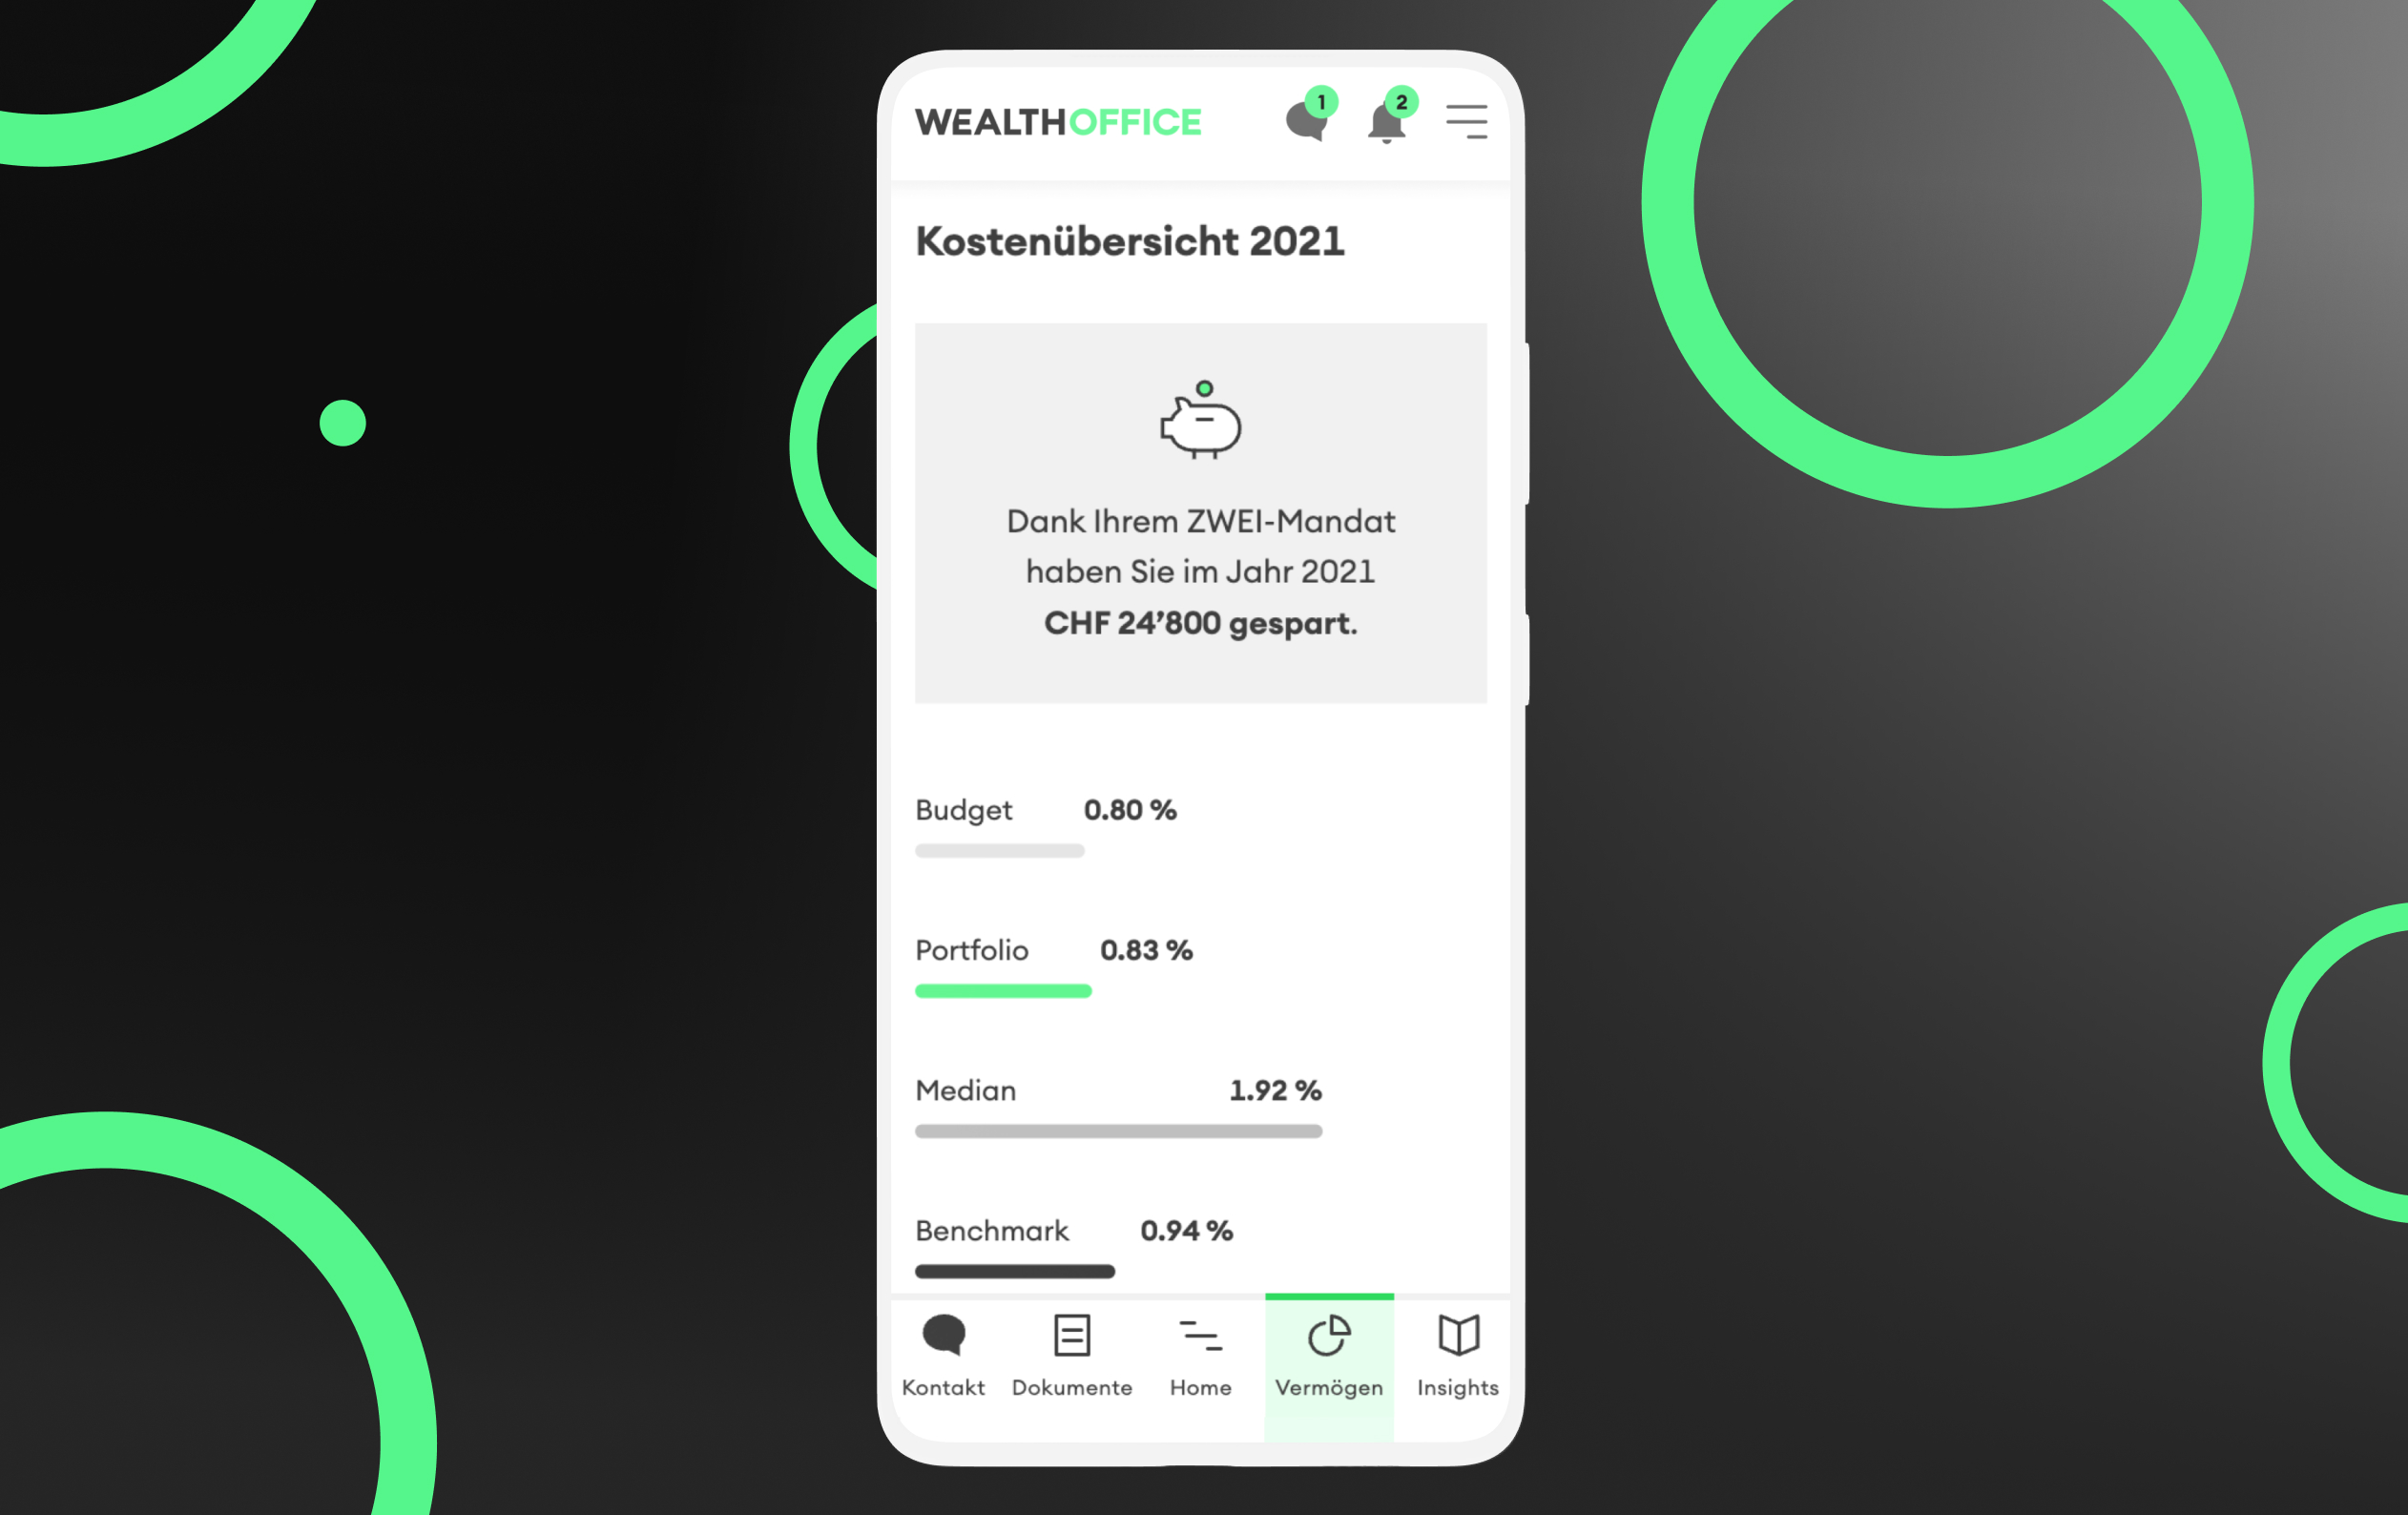 WEALTHOFFICE
1
2
Kostenübersicht 2021
Dank Ihrem ZWEI-Mandat
haben Sie im Jahr 2021
CHF 24’800 gespart.
Budget 0.80 %
Portfolio 0.83 %
Median 1.92 %
Benchmark 0.94 %
Kontakt Dokumente Home Vermögen Insights